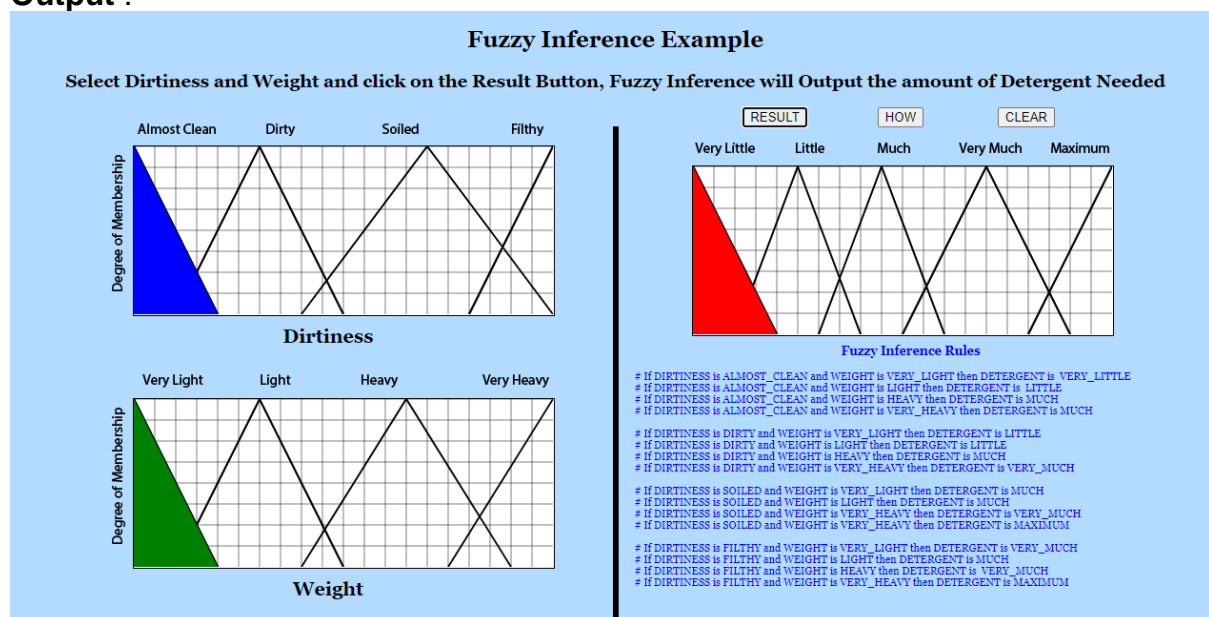 Output :
Fuzzy Inference Example
Select Dirtiness and Weight and click on the Result Button, Fuzzy Inference will Output the amount of Detergent Needed
Almost Clean Dirty Soiled Filthy
Degree of Membership
Dirtiness
Very Light Light Heavy Very Heavy
Degree of Membership
Weight
RESULT HOW CLEAR
Very Little Little Much Very Much Maximum
Fuzzy Inference Rules
# If DIRTINESS is ALMOST_CLEAN and WEIGHT is VERY_LIGHT then DETERGENT is VERY_LITTLE
# If DIRTINESS is ALMOST_CLEAN and WEIGHT is LIGHT then DETERGENT is LITTLE
# If DIRTINESS is ALMOST_CLEAN and WEIGHT is HEAVY then DETERGENT is MUCH
# If DIRTINESS is ALMOST_CLEAN and WEIGHT is VERY_HEAVY then DETERGENT is MUCH
# If DIRTINESS is DIRTY and WEIGHT is VERY_LIGHT then DETERGENT is LITTLE
# If DIRTINESS is DIRTY and WEIGHT is LIGHT then DETERGENT is LITTLE
# If DIRTINESS is DIRTY and WEIGHT is HEAVY then DETERGENT is MUCH
# If DIRTINESS is DIRTY and WEIGHT is VERY_HEAVY then DETERGENT is VERY_MUCH
# If DIRTINESS is SOILED and WEIGHT is VERY_LIGHT then DETERGENT is MUCH
# If DIRTINESS is SOILED and WEIGHT is LIGHT then DETERGENT is MUCH
# If DIRTINESS is SOILED and WEIGHT is VERY_HEAVY then DETERGENT is VERY_MUCH
# If DIRTINESS is SOILED and WEIGHT is VERY_HEAVY then DETERGENT is MAXIMUM
# If DIRTINESS is FILTHY and WEIGHT is VERY_LIGHT then DETERGENT is VERY_MUCH
# If DIRTINESS is FILTHY and WEIGHT is LIGHT then DETERGENT is MUCH
# If DIRTINESS is FILTHY and WEIGHT is HEAVY then DETERGENT is VERY_MUCH
# If DIRTINESS is FILTHY and WEIGHT is VERY_HEAVY then DETERGENT is MAXIMUM